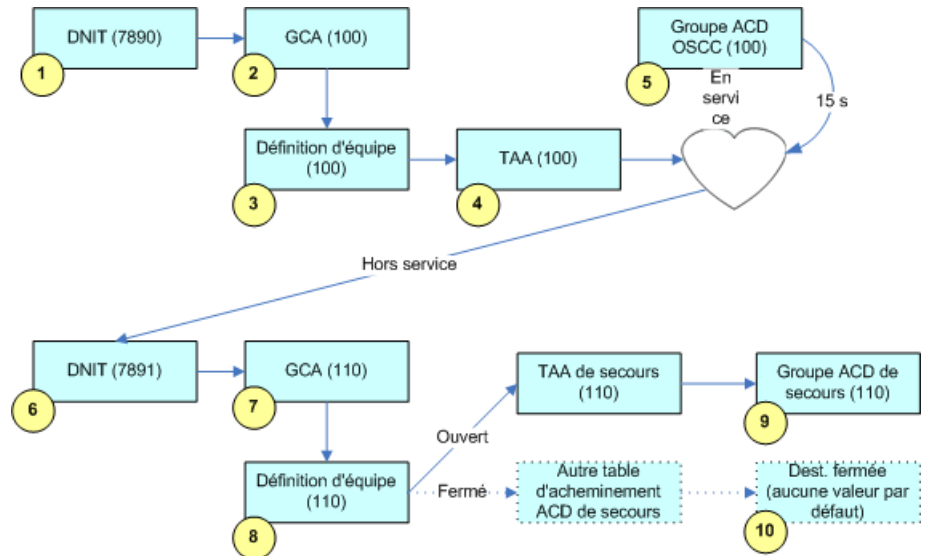 DNIT (7890)
1
GCA (100)
2
Groupe ACD
OSCC (100)
5
En
servi
ce
15 s
Définition d'équipe
(100)
3
TAA (100)
4
Hors service
DNIT (7891)
6
GCA (110)
7
TAA de secours
(110)
Groupe ACD de
secours (110)
9
Ouvert
Définition d'équipe
(110)
8
Fermé
Autre table
d'acheminement
ACD de secours
Dest. fermée
(aucune valeur par
défaut)
10